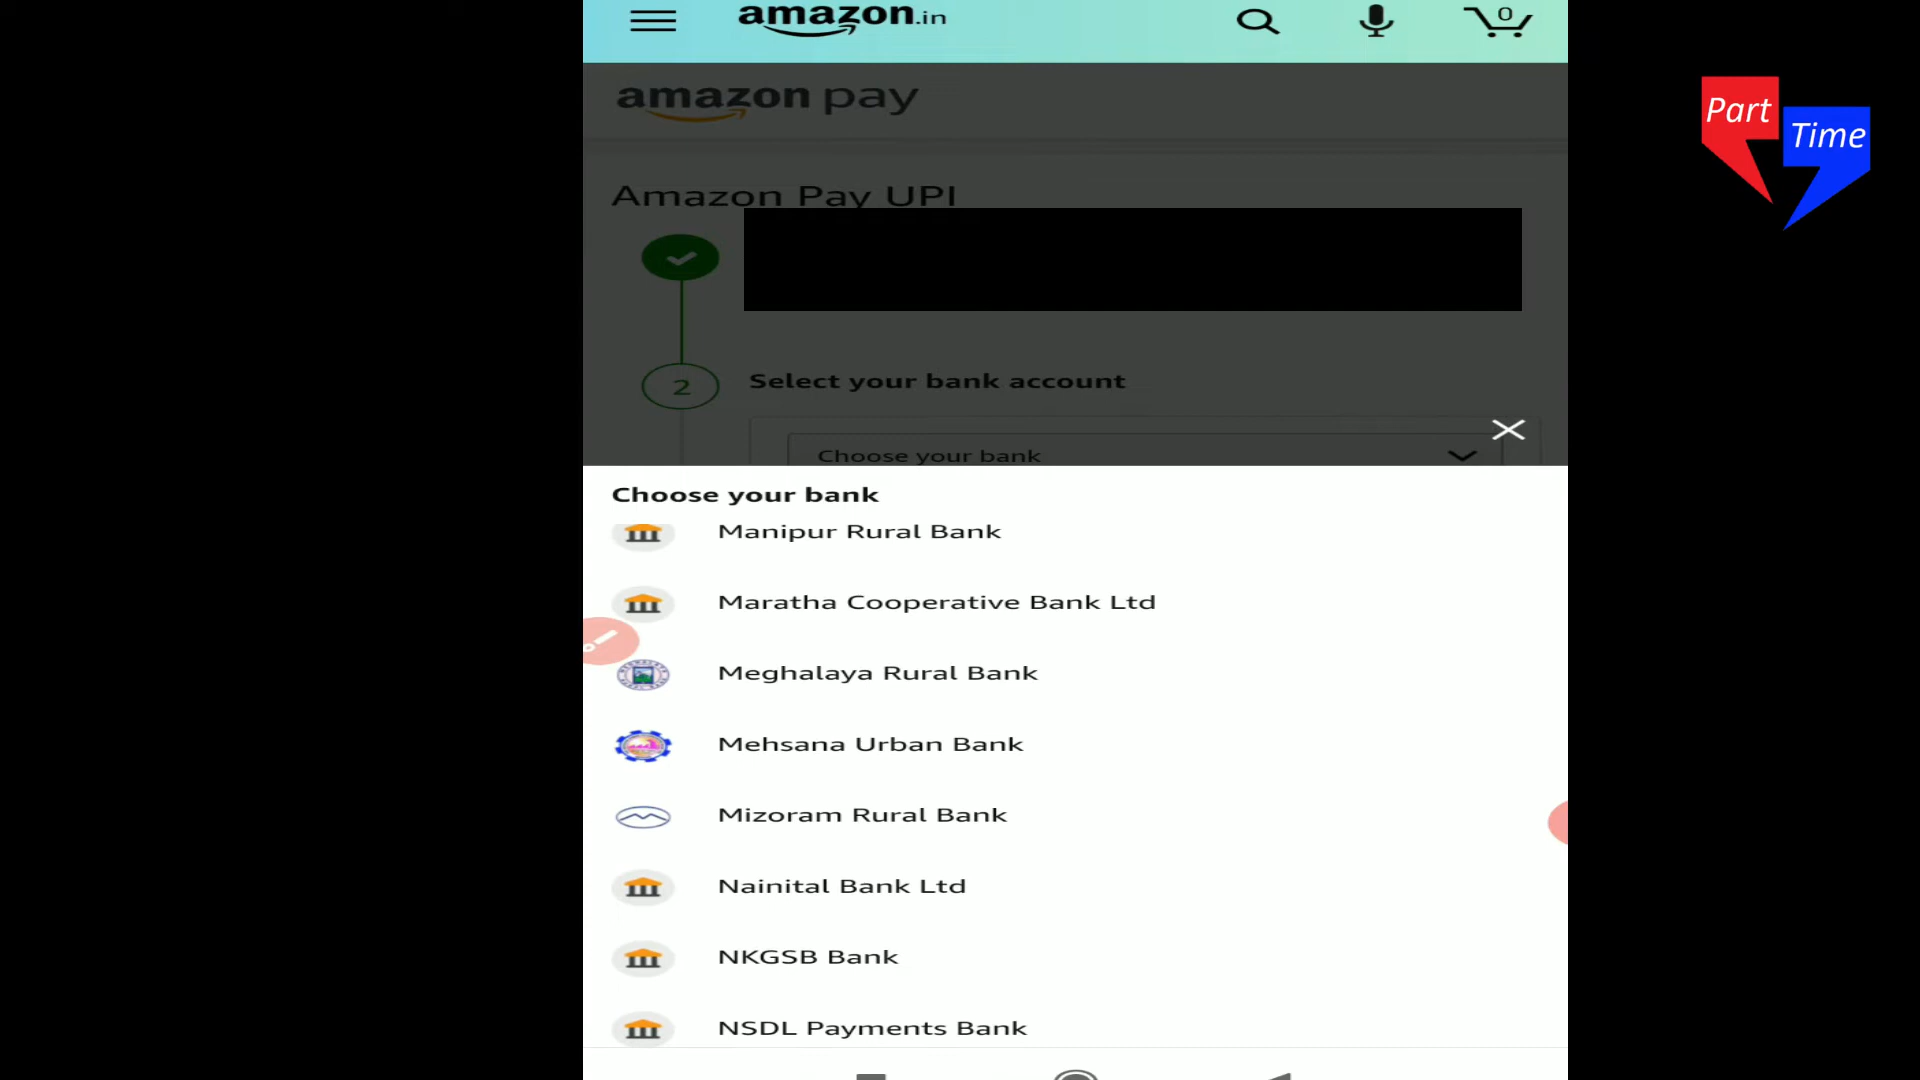 amazon.in
0
Part
Time
amazon pay
Amazon Pay UPI
2
Select your bank account
Choose your bank
Choose your bank
Manipur Rural Bank
Maratha Cooperative Bank Ltd
Meghalaya Rural Bank
Mehsana Urban Bank
Mizoram Rural Bank
Nainital Bank Ltd
NKGSB Bank
NSDL Payments Bank